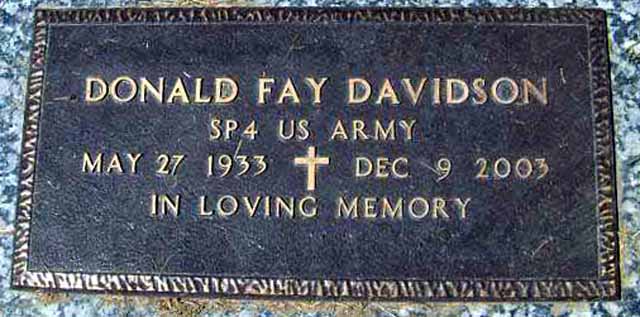 DONALD FAY DAVIDSON
SP4 US ARMY
MAY 27 1933 DEC 9 2003
IN LOVING MEMORY